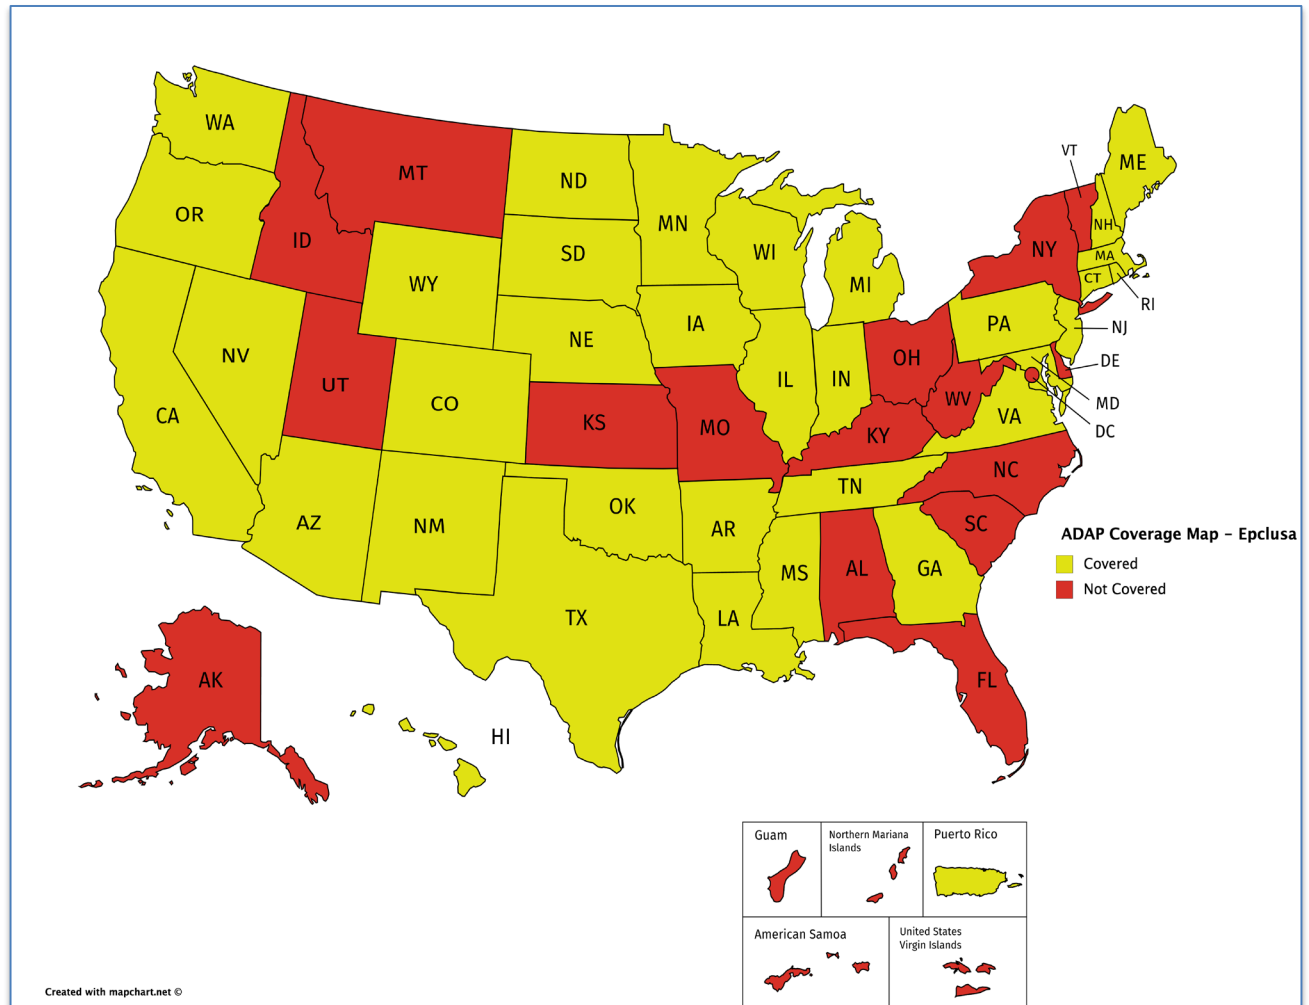 WA
VT
ME
MT
ND
OR
MN
NH
ID
SD
WI
NY
MA
WY
MI
CT
RI
IA
PA
NE
NJ
NV
OH
DE
UT
IL
IN
CO
WV
MD
CA
KS
MO
VA
DC
KY
NC
TN
AZ
NM
OK
AR
SC
ADAP Coverage Map – Epclusa
Covered
Not Covered
MS
AL
GA
TX
LA
AK
FL
HI
Guam
Northern Mariana
Islands
Puerto Rico
American Samoa
United States
Virgin Islands
Created with mapchart.net ©